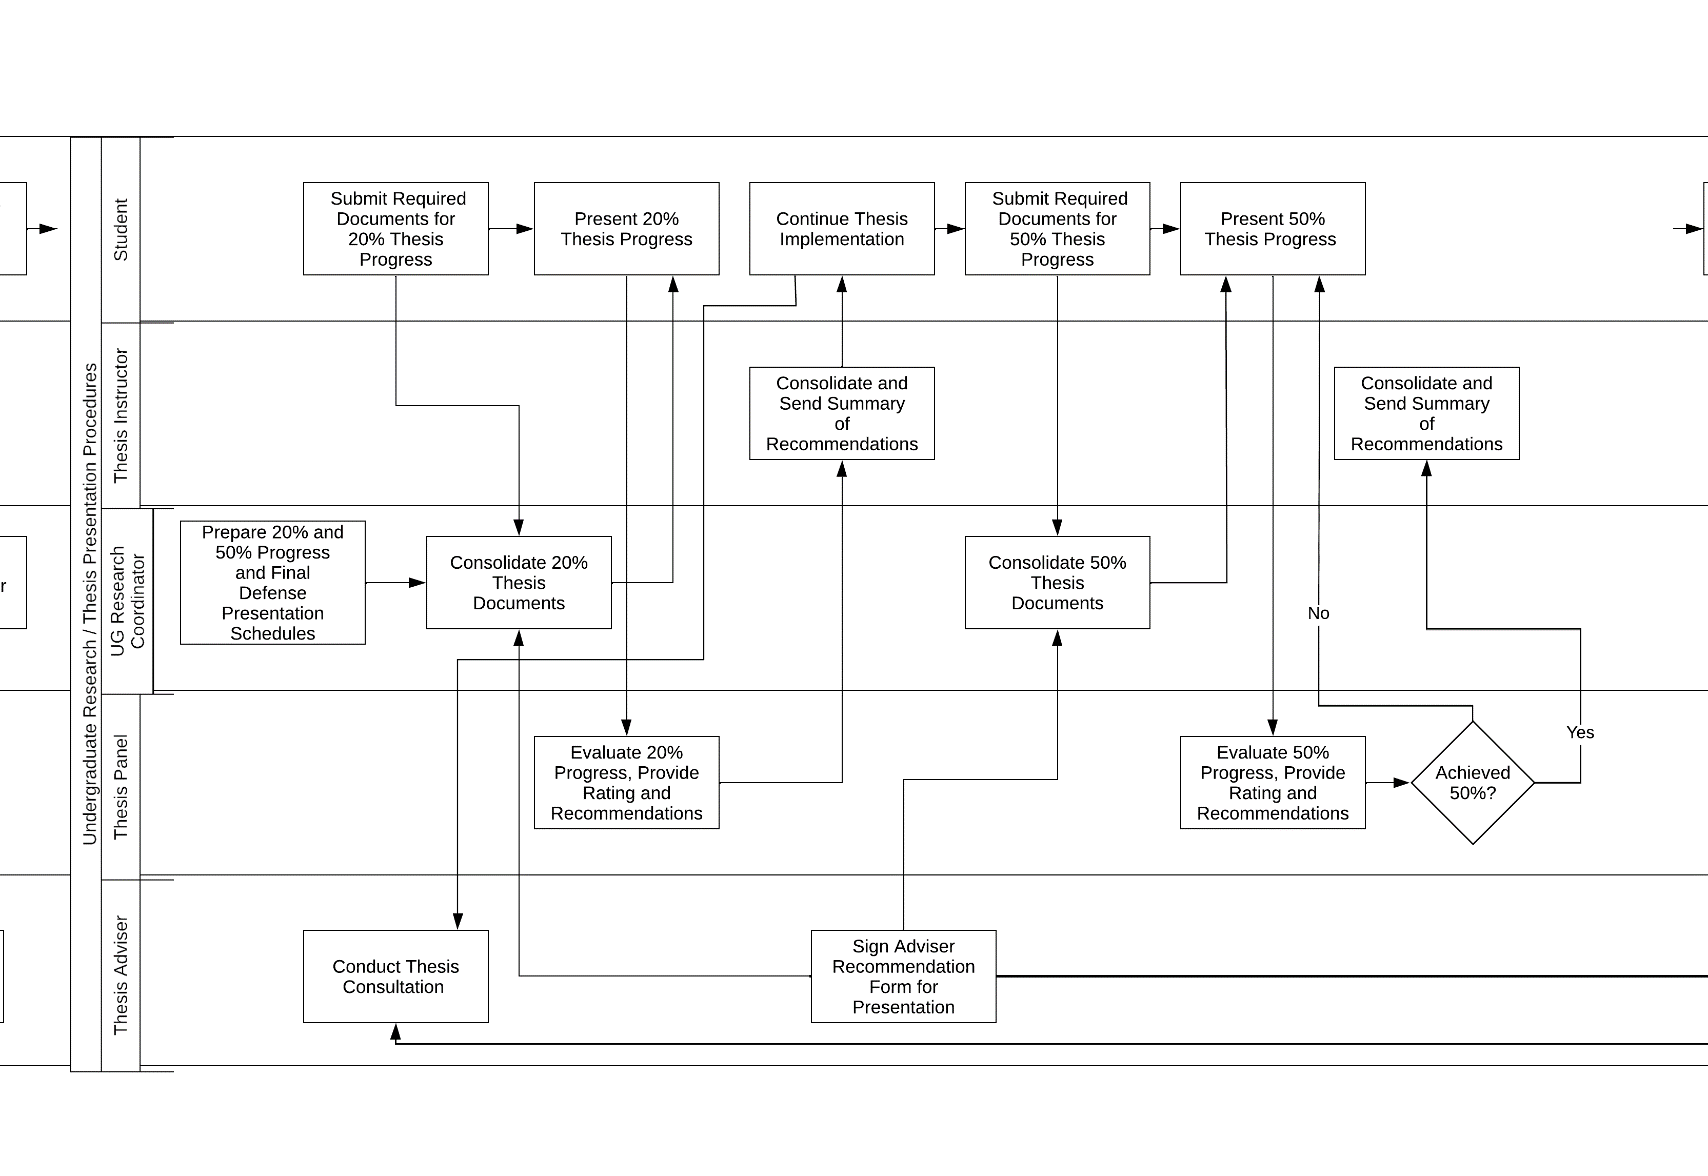 Undergraduate Research / Thesis Presentation Procedures
Student
Submit Required
Documents for
20% Thesis
Progress
Present 20%
Thesis Progress
Continue Thesis
Implementation
Submit Required
Documents for
50% Thesis
Progress
Present 50%
Thesis Progress
Thesis Instructor
Consolidate and
Send Summary
of
Recommendations
Consolidate and
Send Summary
of
Recommendations
r
UG Research
Coordinator
Prepare 20% and
50% Progress
and Final
Defense
Presentation
Schedules
Consolidate 20%
Thesis
Documents
Consolidate 50%
Thesis
Documents
No
Thesis Panel
Evaluate 20%
Progress, Provide
Rating and
Recommendations
Evaluate 50%
Progress, Provide
Rating and
Recommendations
Achieved
50%?
Yes
Thesis Adviser
Conduct Thesis
Consultation
Sign Adviser
Recommendation
Form for
Presentation